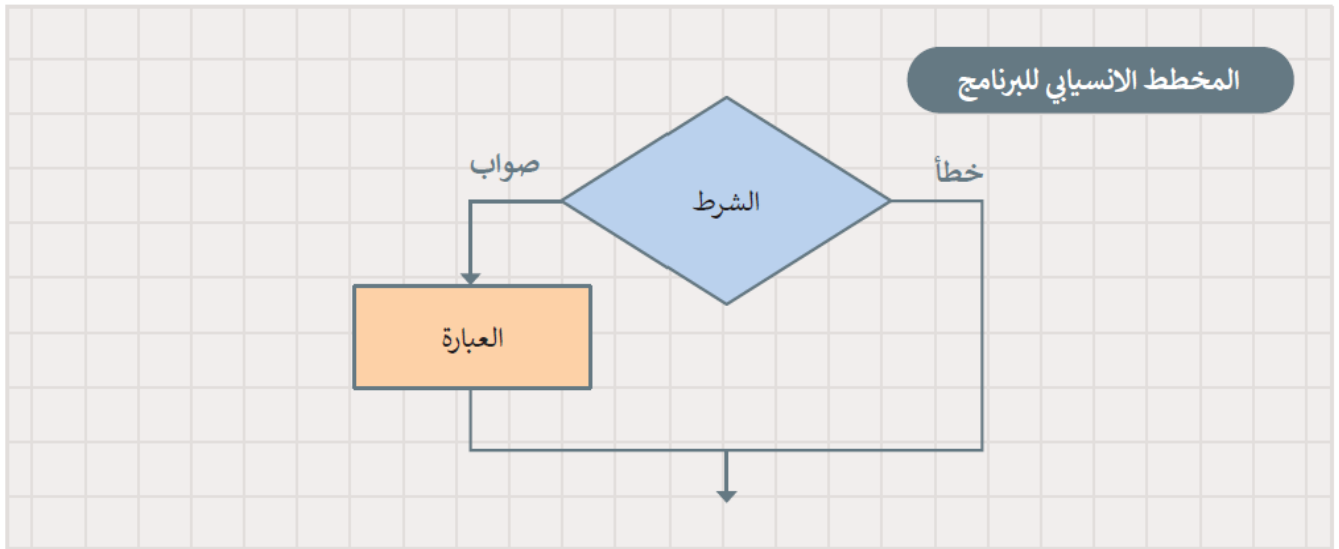 المخطط الانسيابي للبرنامج
خطأ
صواب
الشرط
العبارة